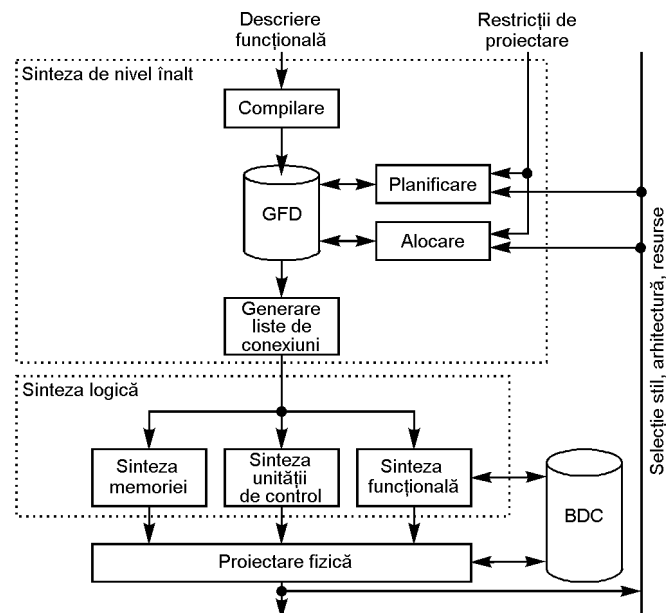 Descriere
funcțională
Restricții de
proiectare
Sinteza de nivel înalt
Compilare
GFD
Planificare
Alocare
Generare
liste de
conexiuni
Selecție stil, arhitectură, resurse
Sinteza logică
Sinteza
memoriei
Sinteza
unității
de control
Sinteza
funcțională
BDC
Proiectare fizică